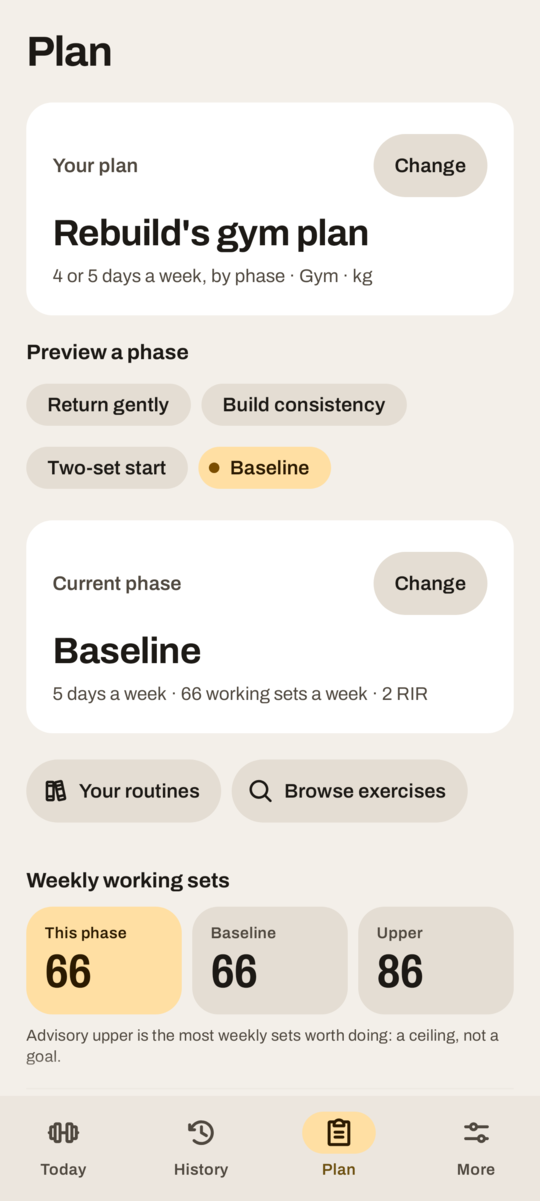 Plan
Your plan
Change
Rebuild's gym plan
4 or 5 days a week, by phase · Gym · kg
Preview a phase
Return gently
Build consistency
Two-set start
Baseline
Current phase
Change
Baseline
5 days a week · 66 working sets a week · 2 RIR
Your routines
Browse exercises
Weekly working sets
This phase
66
Baseline
66
Upper
86
Advisory upper is the most weekly sets worth doing: a ceiling, not a
goal.
Today
History
Plan
More